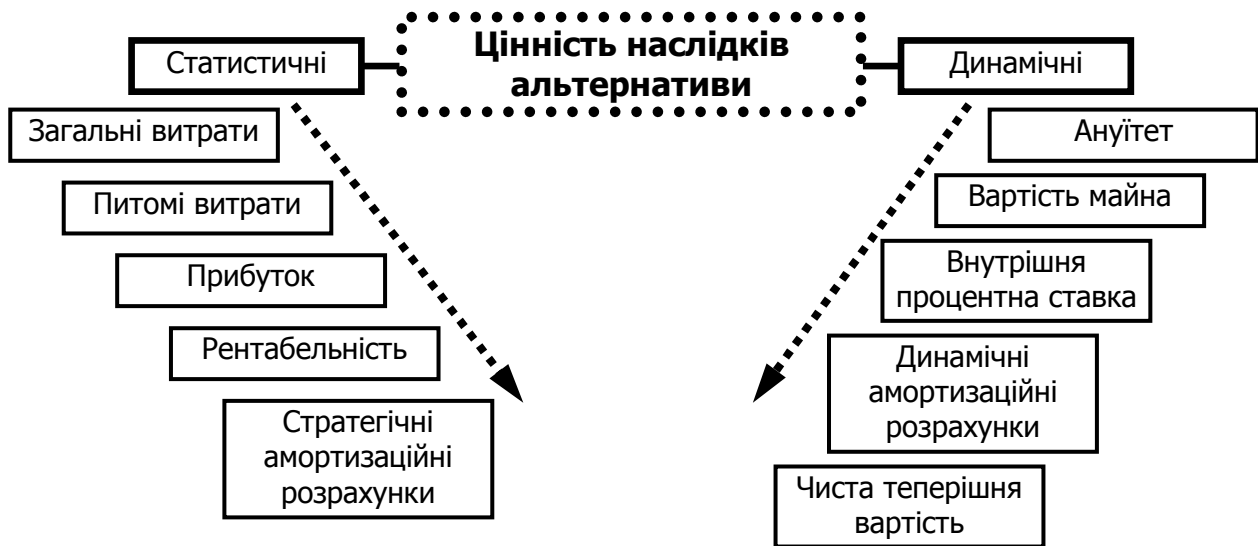 Цінність наслідків
альтернативи
Статистичні
Загальні витрати
Питомі витрати
Прибуток
Рентабельність
Стратегічні
амортизаційні
розрахунки
Динамічні
Ануїтет
Вартість майна
Внутрішня
процентна ставка
Динамічні
амортизаційні
розрахунки
Чиста теперішня
вартість